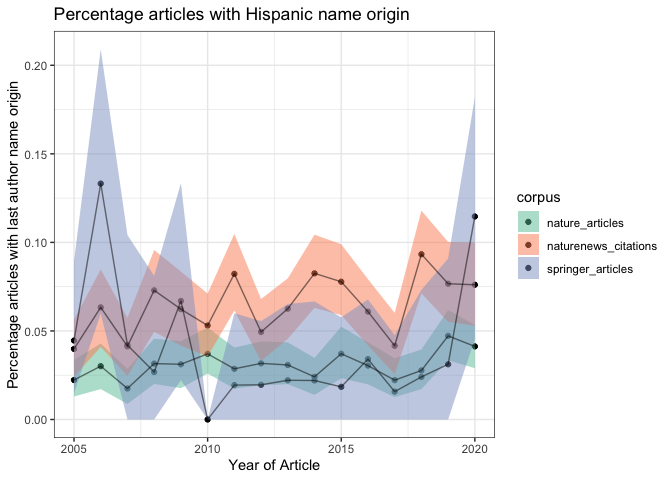 Percentage articles with Hispanic name origin
Percentage articles with last author name origin
0.20
0.15
0.10
0.05
0.00
2005
2010
2015
2020
Year of Article
corpus
nature_articles
naturenews_citations
springer_articles